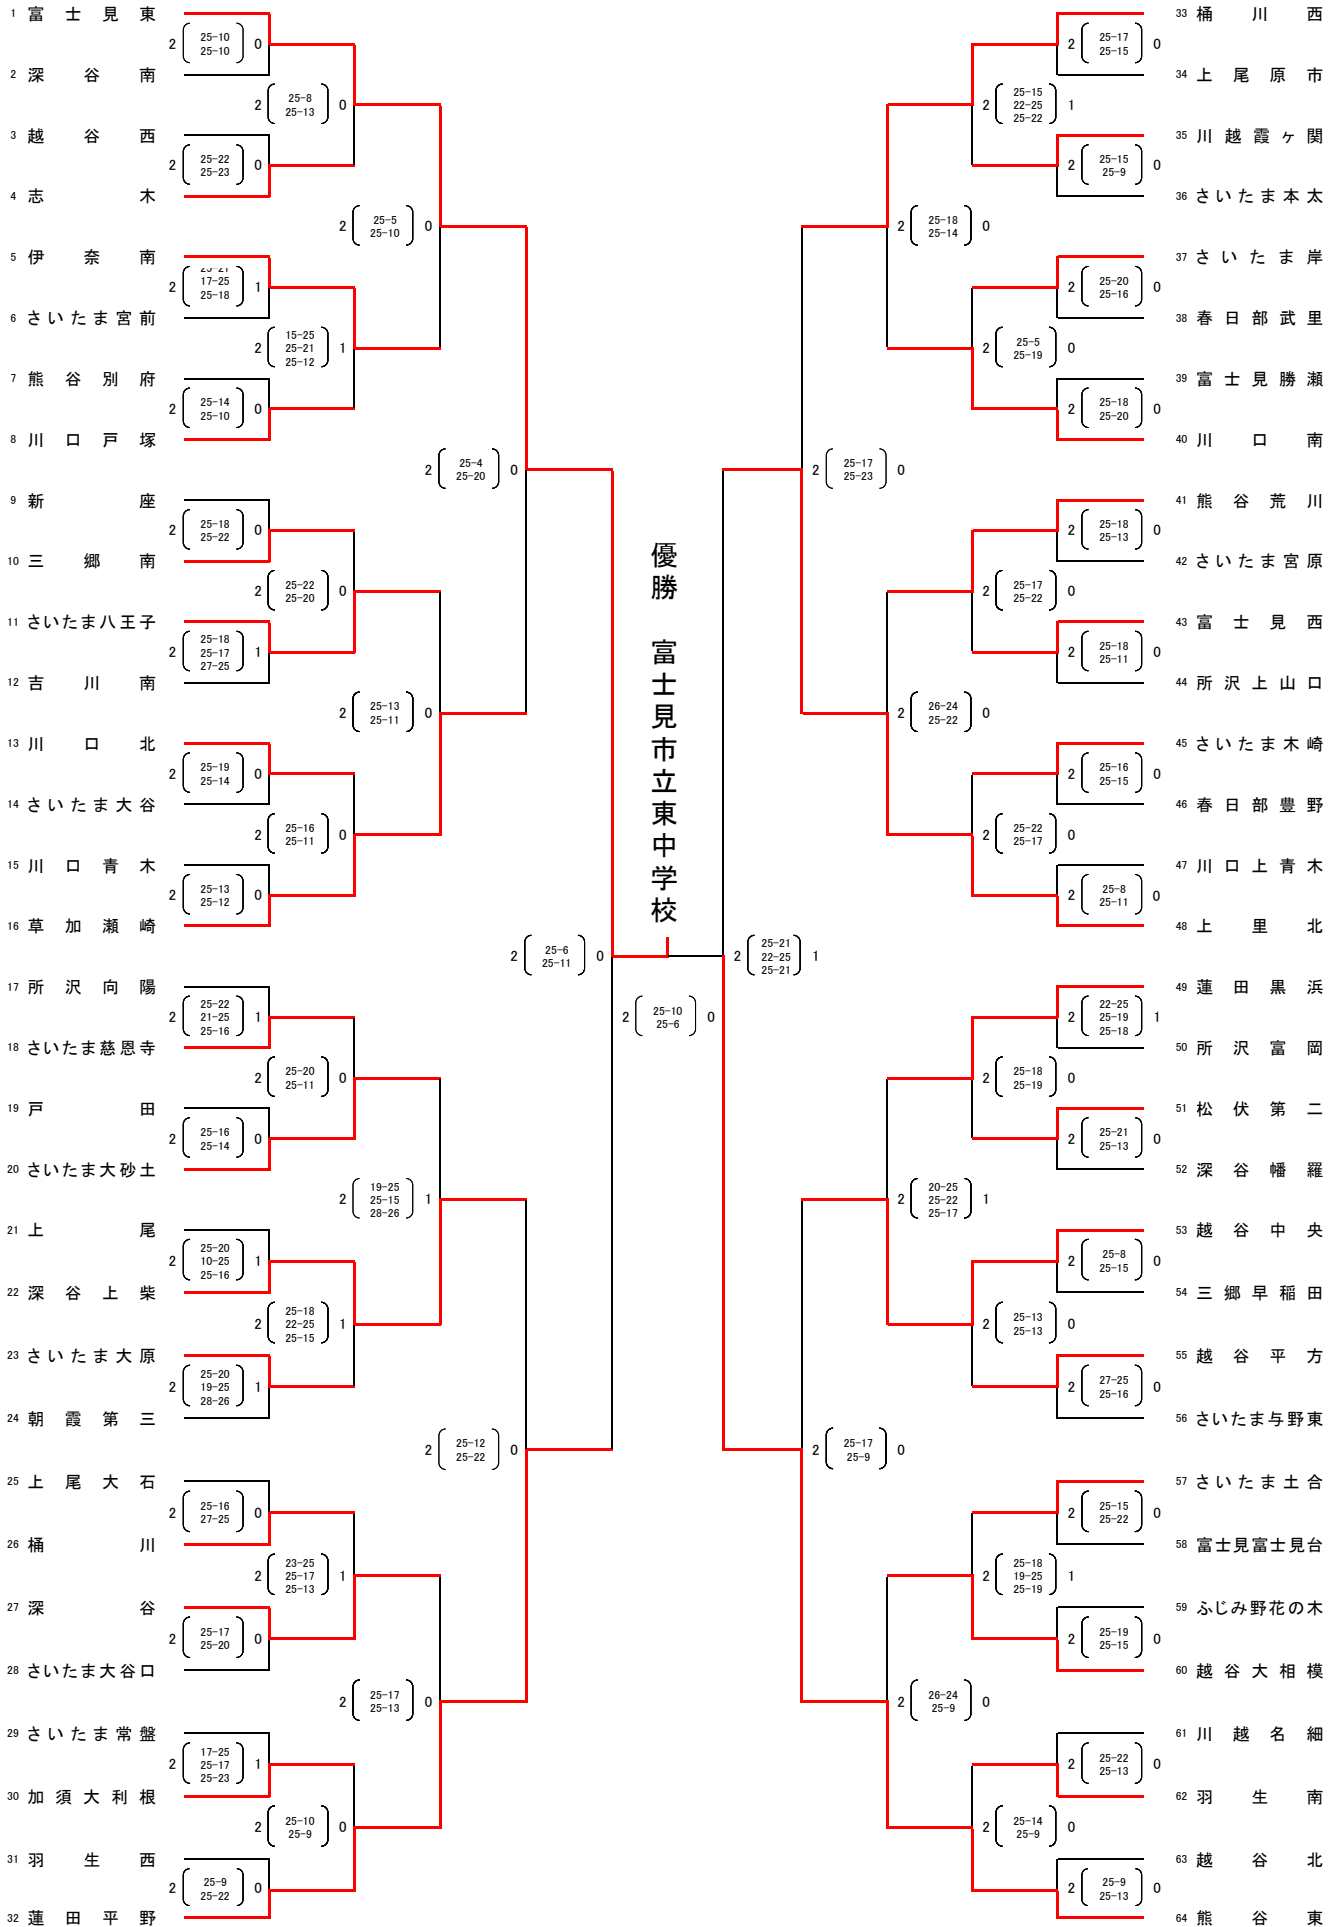 1 富士見東
2 深谷南
3 越谷西
4 志木
5 伊奈南
6 さいたま宮前
7 熊谷別府
8 川口戸塚
9 新座
10 三郷南
11 さいたま八王子
12 吉川南
13 川口北
14 さいたま大谷
15 川口青木
16 草加瀬崎
17 所沢向陽
18 さいたま慈恩寺
19 戸田
20 さいたま大砂土
21 上尾
22 深谷上柴
23 さいたま大原
24 朝霞第三
25 上尾大石
26 桶川
27 深谷
28 さいたま大谷口
29 さいたま常盤
30 加須大利根
31 羽生西
32 蓮田平野
2 25-10 0
25-10
2 25-22 0
25-23
2 25-21 1
17-25
25-18
2 25-14 0
25-10
2 25-18 0
25-22
2 25-18 1
25-17
27-25
2 25-19 0
25-14
2 25-13 0
25-12
2 25-22 1
21-25
25-16
2 25-16 0
25-14
2 25-20 1
10-25
25-16
2 25-20 1
19-25
28-26
2 25-16 0
27-25
2 25-17 0
25-20
2 17-25 1
25-17
25-23
2 25-9 0
25-22
2 25-8 0
25-13
2 15-25 1
25-21
25-12
2 25-22 0
25-20
2 25-16 0
25-11
2 25-20 0
25-11
2 25-18 1
22-25
25-15
2 23-25 1
25-17
25-13
2 25-10 0
25-9
2 25-5 0
25-10
2 25-13 0
25-11
2 19-25 1
25-15
28-26
2 25-17 0
25-13
2 25-4 0
25-20
2 25-12 0
25-22
2 25-6 0
25-11
優勝 富士見市立東中学校
2 25-10 0
25-6
2 25-21 1
22-25
25-21
2 25-17 0
25-23
2 25-17 0
25-9
2 25-18 0
25-14
2 26-24 0
25-22
2 20-25 1
25-22
25-17
2 26-24 0
25-9
2 25-15 1
22-25
25-22
2 25-5 0
25-19
2 25-17 0
25-22
2 25-22 0
25-17
2 25-18 0
25-19
2 25-13 0
25-13
2 25-18 1
19-25
25-19
2 25-14 0
25-9
2 25-17 0
25-15
2 25-15 0
25-9
2 25-20 0
25-16
2 25-18 0
25-20
2 25-18 0
25-13
2 25-18 0
25-11
2 25-16 0
25-15
2 25-8 0
25-11
2 22-25 1
25-19
25-18
2 25-21 0
25-13
2 25-8 0
25-15
2 27-25 0
25-16
2 25-15 0
25-22
2 25-19 0
25-15
2 25-22 0
25-13
2 25-9 0
25-13
33 桶川西
34 上尾原市
35 川越霞ヶ関
36 さいたま本太
37 さいたま岸
38 春日部武里
39 富士見勝瀬
40 川口南
41 熊谷荒川
42 さいたま宮原
43 富士見西
44 所沢上山口
45 さいたま木崎
46 春日部豊野
47 川口上青木
48 上里北
49 蓮田黒浜
50 所沢富岡
51 松伏第二
52 深谷幡羅
53 越谷中央
54 三郷早稲田
55 越谷平方
56 さいたま与野東
57 さいたま土合
58 富士見富士見台
59 ふじみ野花の木
60 越谷大相模
61 川越名細
62 羽生南
63 越谷北
64 熊谷東